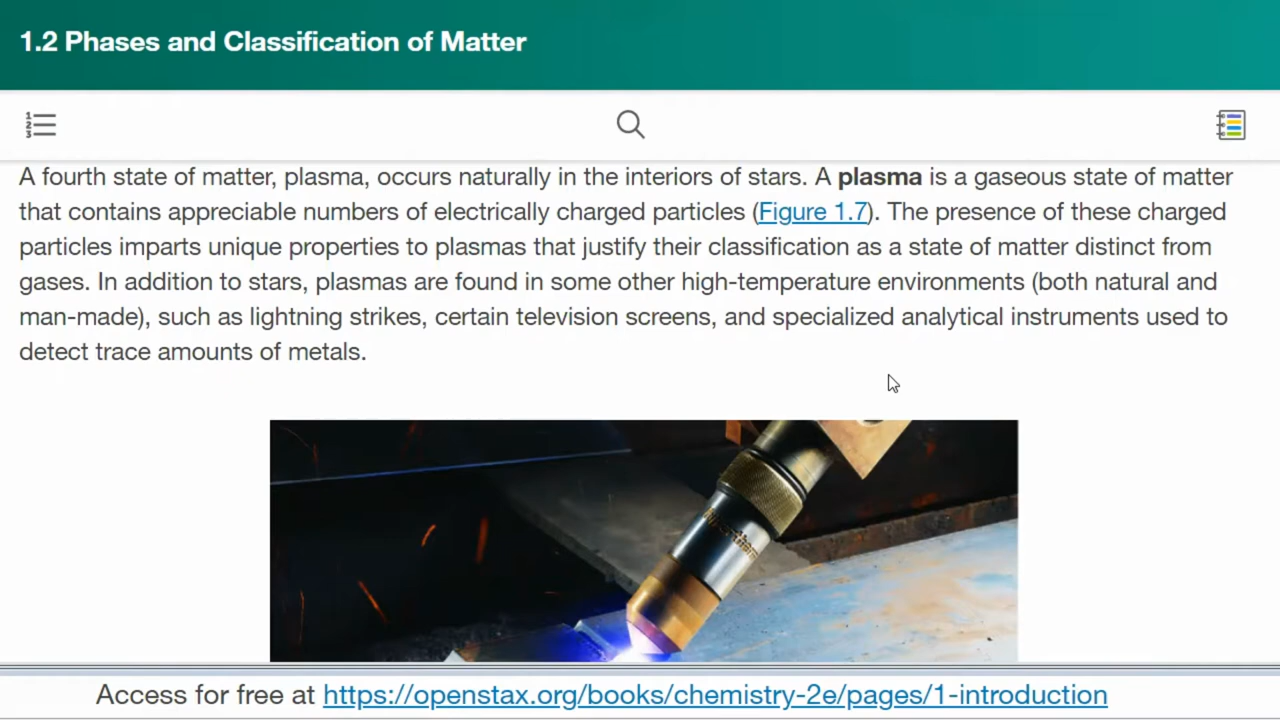 1.2 Phases and Classification of Matter
A fourth state of matter, plasma, occurs naturally in the interiors of stars. A plasma is a gaseous state of matter
that contains appreciable numbers of electrically charged particles (Figure 1.7). The presence of these charged
particles imparts unique properties to plasmas that justify their classification as a state of matter distinct from
gases. In addition to stars, plasmas are found in some other high-temperature environments (both natural and
man-made), such as lightning strikes, certain television screens, and specialized analytical instruments used to
detect trace amounts of metals.
Access for free at https://openstax.org/books/chemistry-2e/pages/1-introduction